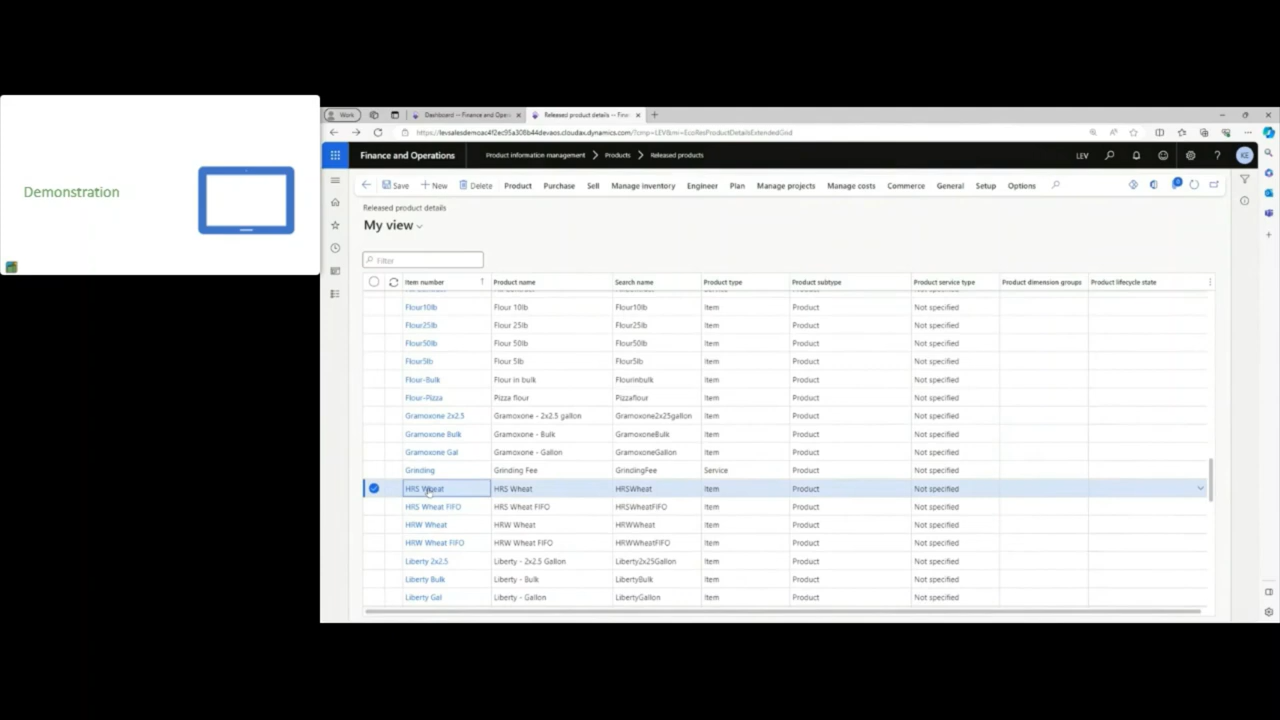 Demonstration
Work
Dashboard -- Finance and Oper
Released product details -- Fin
Finance and Operations
Product information management
Products
Released products
LEV
KE
Save
New
Delete
Product
Purchase
Sell
Manage inventory
Engineer
Plan
Manage projects
Manage costs
Commerce
General
Setup
Options
Released product details
My view
Filter
Item number Product name Search name Product type Product subtype Product service type Product dimension groups Product lifecycle state
Flour10lb Flour 10lb Flour10lb Item Product Not specified
Flour25lb Flour 25lb Flour25lb Item Product Not specified
Flour50lb Flour 50lb Flour50lb Item Product Not specified
Flour5lb Flour 5lb Flour5lb Item Product Not specified
Flour-Bulk Flour in bulk Flourinbulk Item Product Not specified
Flour-Pizza Pizza flour Pizzaflour Item Product Not specified
Gramoxone 2x2.5 Gramoxone - 2x2.5 gallon Gramoxone2x25gallon Item Product Not specified
Gramoxone Bulk Gramoxone - Bulk GramoxoneBulk Item Product Not specified
Gramoxone Gal Gramoxone - Gallon GramoxoneGallon Item Product Not specified
Grinding Grinding Fee GrindingFee Service Product Not specified
HRS Wheat HRS Wheat HRSWheat Item Product Not specified
HRS Wheat FIFO HRS Wheat FIFO HRSWheatFIFO Item Product Not specified
HRW Wheat HRW Wheat HRWWheat Item Product Not specified
HRW Wheat FIFO HRW Wheat FIFO HRWWheatFIFO Item Product Not specified
Liberty 2x2.5 Liberty - 2x2.5 Gallon Liberty2x25Gallon Item Product Not specified
Liberty Bulk Liberty - Bulk LibertyBulk Item Product Not specified
Liberty Gal Liberty - Gallon LibertyGallon Item Product Not specified